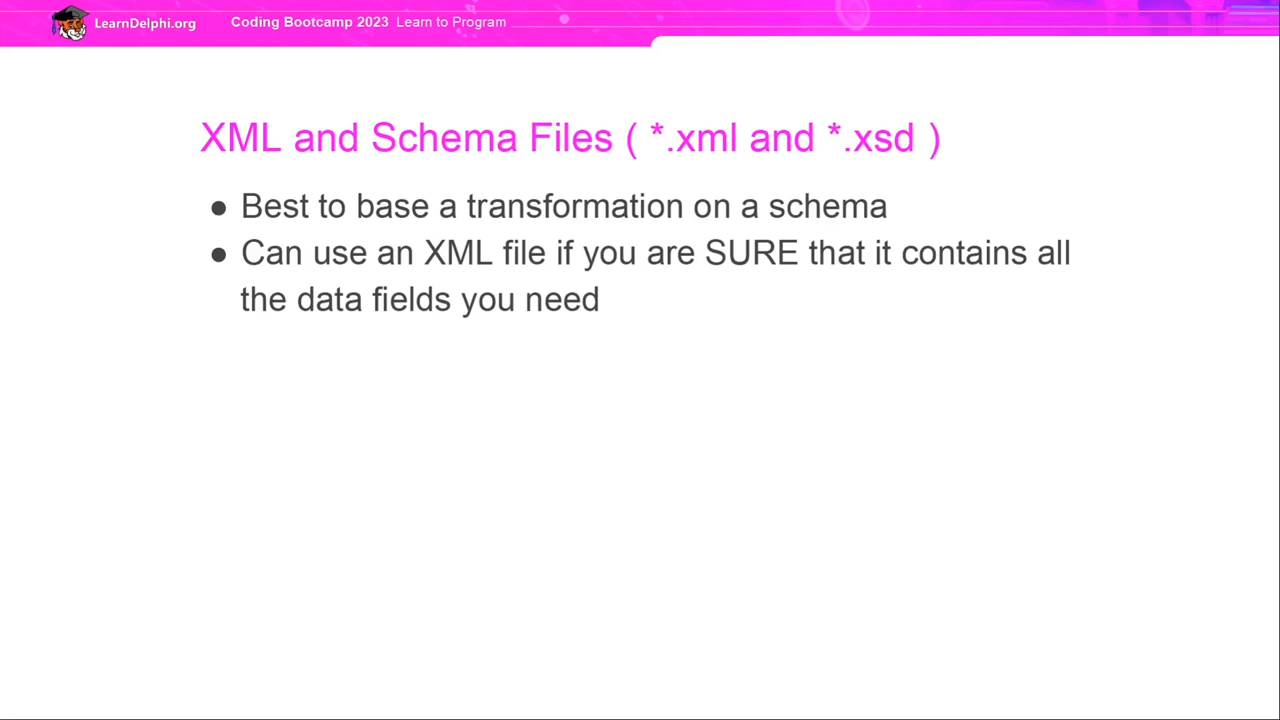 LearnDelphi.org
Coding Bootcamp 2023 Learn to Program
XML and Schema Files ( *.xml and *.xsd )
● Best to base a transformation on a schema
● Can use an XML file if you are SURE that it contains all
the data fields you need